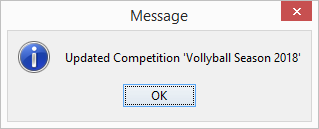 Message
Updated Competition 'Vollyball Season 2018'
OK